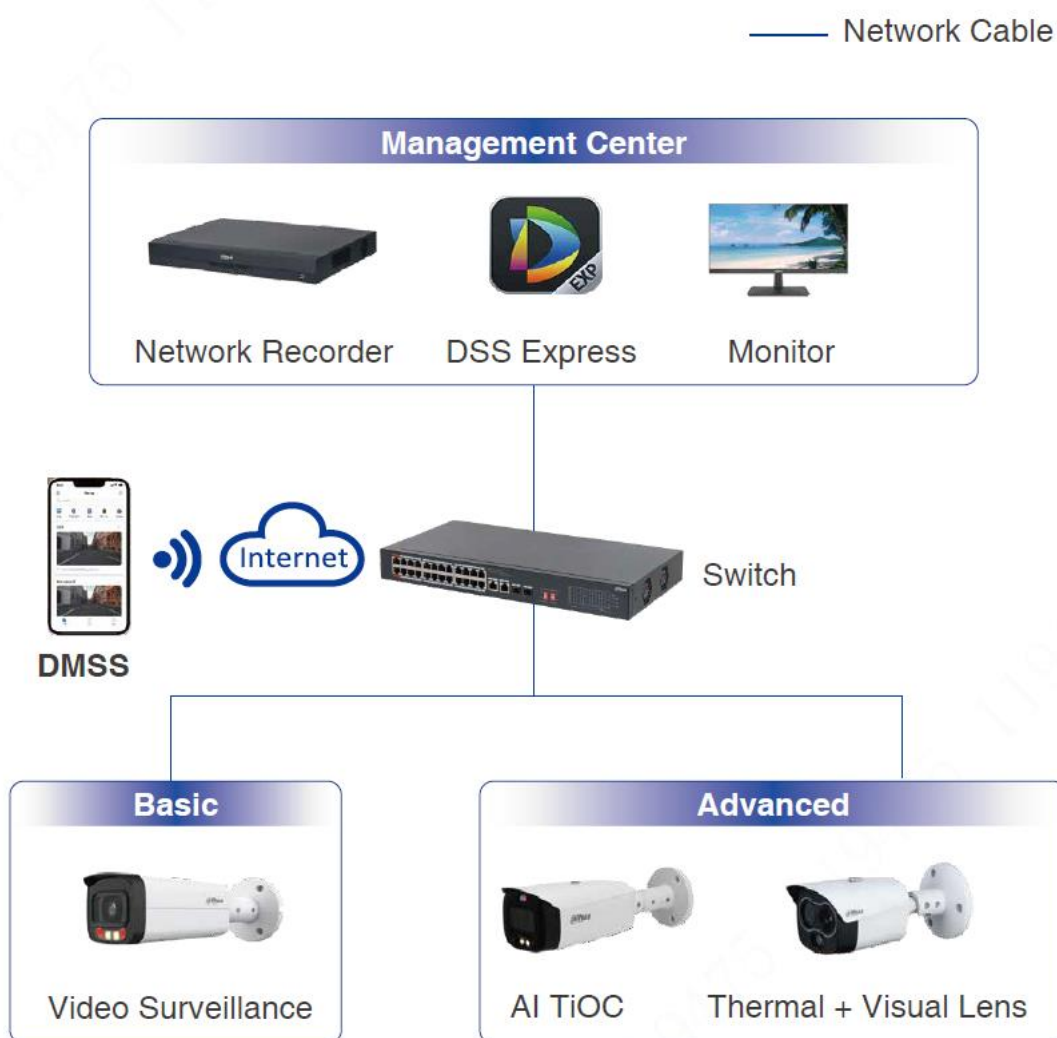 Network Cable
Management Center
EXP
Network Recorder
DSS Express
Monitor
Internet
Switch
DMSS
Basic
Advanced
Video Surveillance
AI TiOC
Thermal + Visual Lens